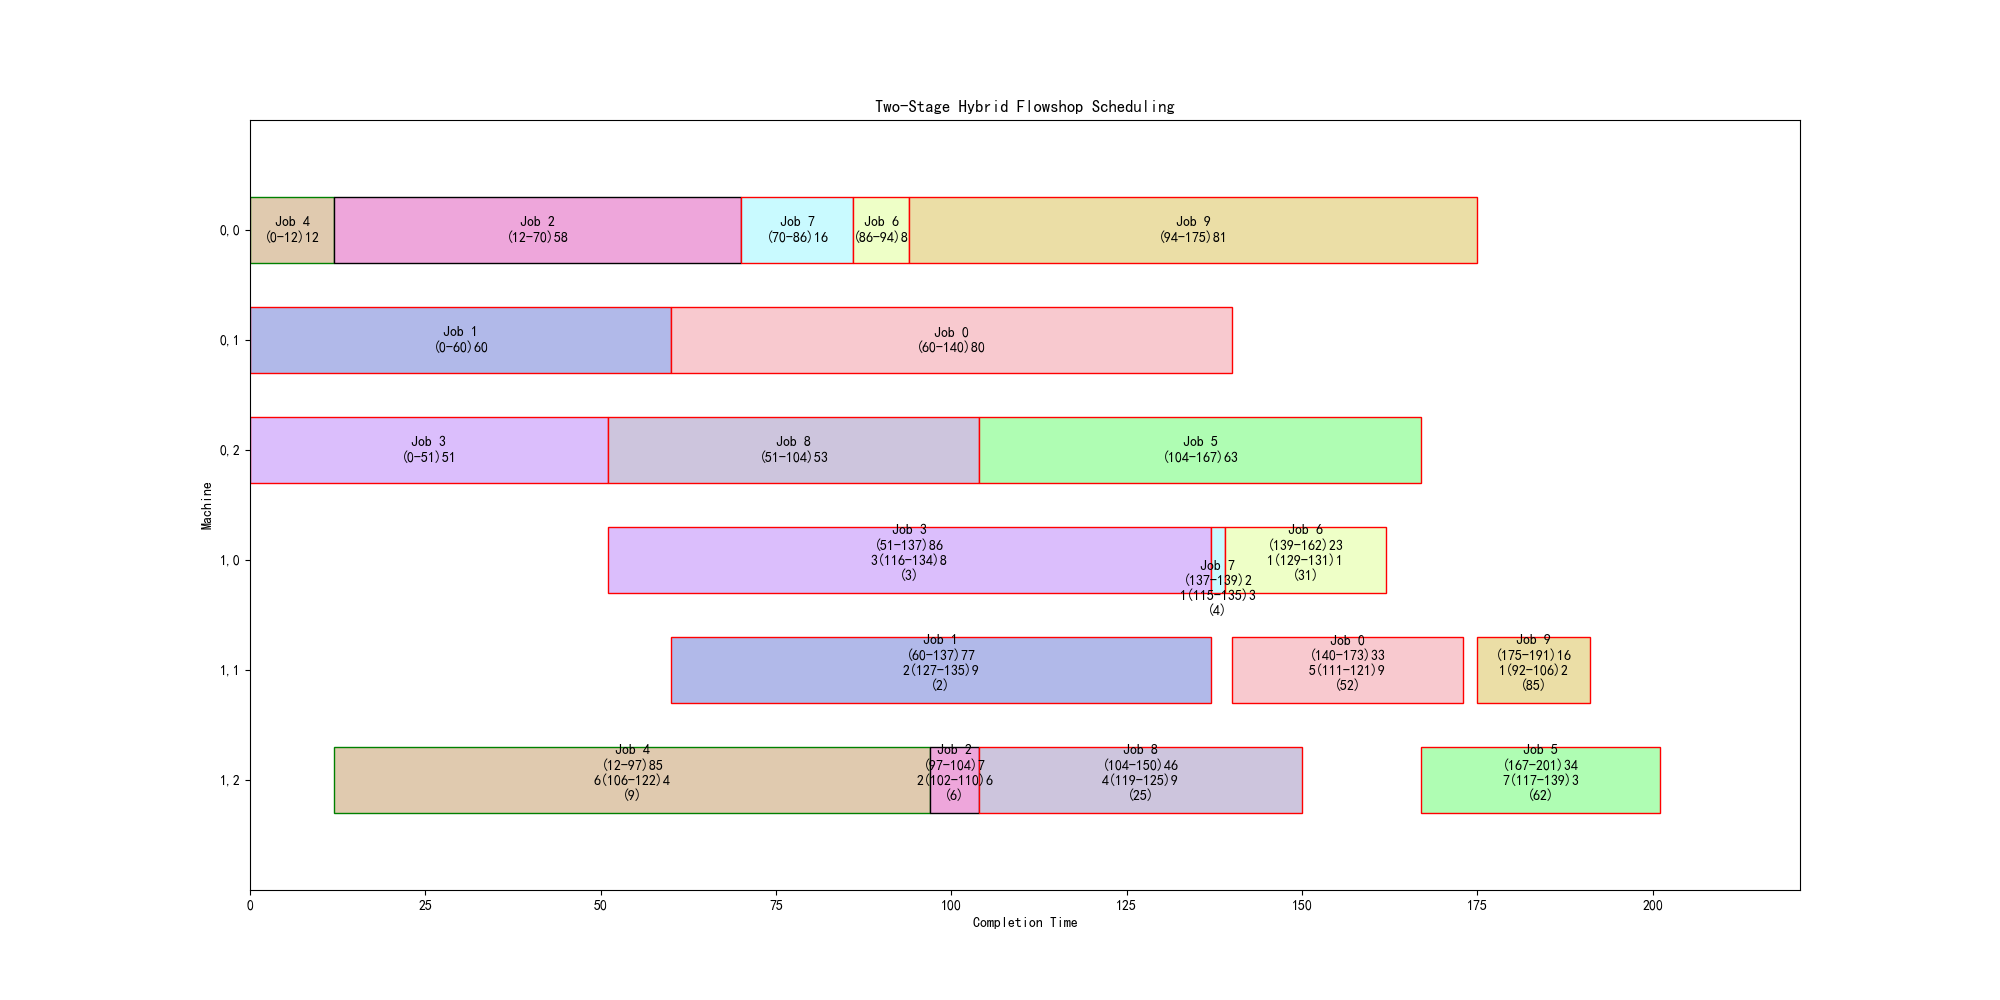 Two-Stage Hybrid Flowshop Scheduling
Machine
0,0
Job 4
(0-12)12
Job 2
(12-70)58
Job 7
(70-86)16
Job 6
(86-94)8
Job 9
(94-175)81
0,1
Job 1
(0-60)60
Job 0
(60-140)80
0,2
Job 3
(0-51)51
Job 8
(51-104)53
Job 5
(104-167)63
1,0
Job 3
(51-137)86
3(116-134)8
(3)
Job 7
(137-139)2
1(115-135)3
(4)
Job 6
(139-162)23
1(129-131)1
(31)
1,1
Job 1
(60-137)77
2(127-135)9
(2)
Job 0
(140-173)33
5(111-121)9
(52)
Job 9
(175-191)16
1(92-106)2
(85)
1,2
Job 4
(12-97)85
6(106-122)4
(9)
Job 2
(97-104)7
2(102-110)6
(6)
Job 8
(104-150)46
4(119-125)9
(25)
Job 5
(167-201)34
7(117-139)3
(62)
0 25 50 75 100 125 150 175 200
Completion Time